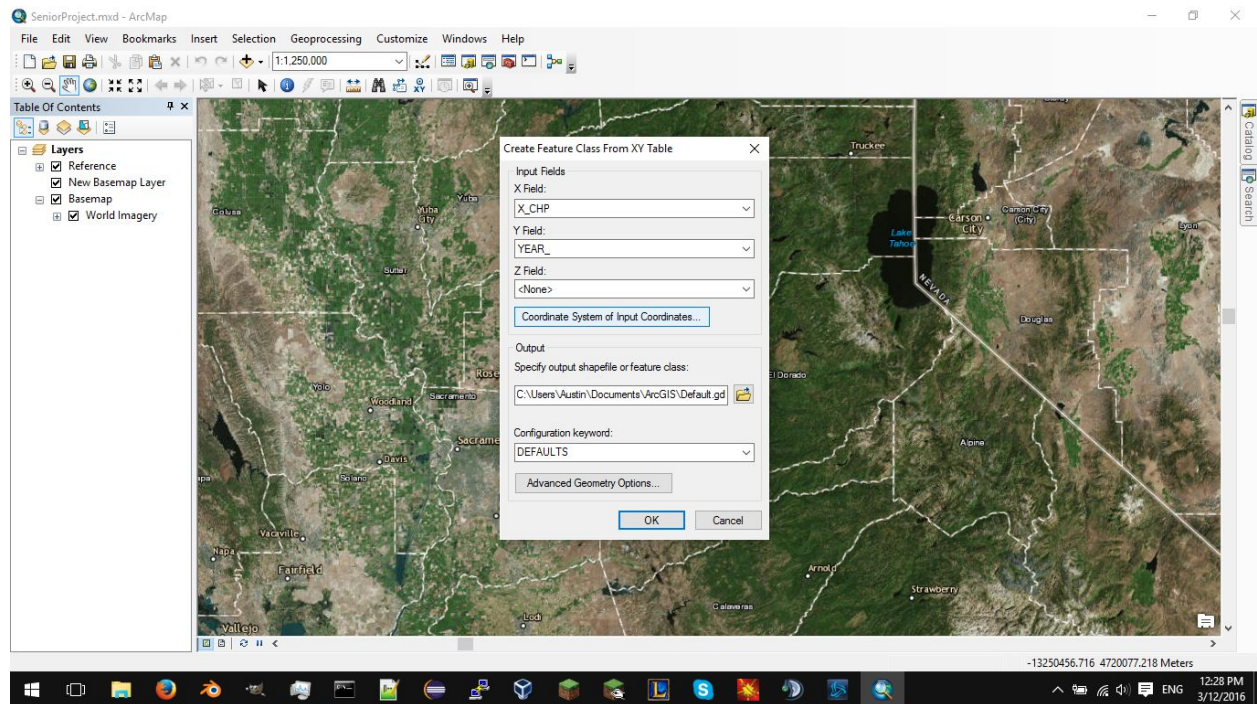 SeniorProject.mxd - ArcMap
File Edit View Bookmarks Insert Selection Geoprocessing Customize Windows Help
1:1,250,000
Table Of Contents
Layers
Reference
New Basemap Layer
Basemap
World Imagery
Create Feature Class From XY Table
Input Fields
X Field:
X_CHP
Y Field:
YEAR_
Z Field:
<None>
Coordinate System of Input Coordinates...
Output
Specify output shapefile or feature class:
C:\Users\Austin\Documents\ArcGIS\Default.gd
Configuration keyword:
DEFAULTS
Advanced Geometry Options...
OK Cancel
Colusa
Yuba
Yuba City
Sutter
Yolo
Woodland
Sacramento
Rose
Sacrame
Davis
Solano
apa
Vacaville
Napa
Fairfield
Vallejo
Lodi
Truckee
Lake Tahoe
Carson City
Carson City (City)
Lyon
NEVADA
Douglas
El Dorado
Alpine
Arnold
Calaveras
Strawberry
Catalog
Search
-13250456.716 4720077.218 Meters
ENG
12:28 PM
3/12/2016